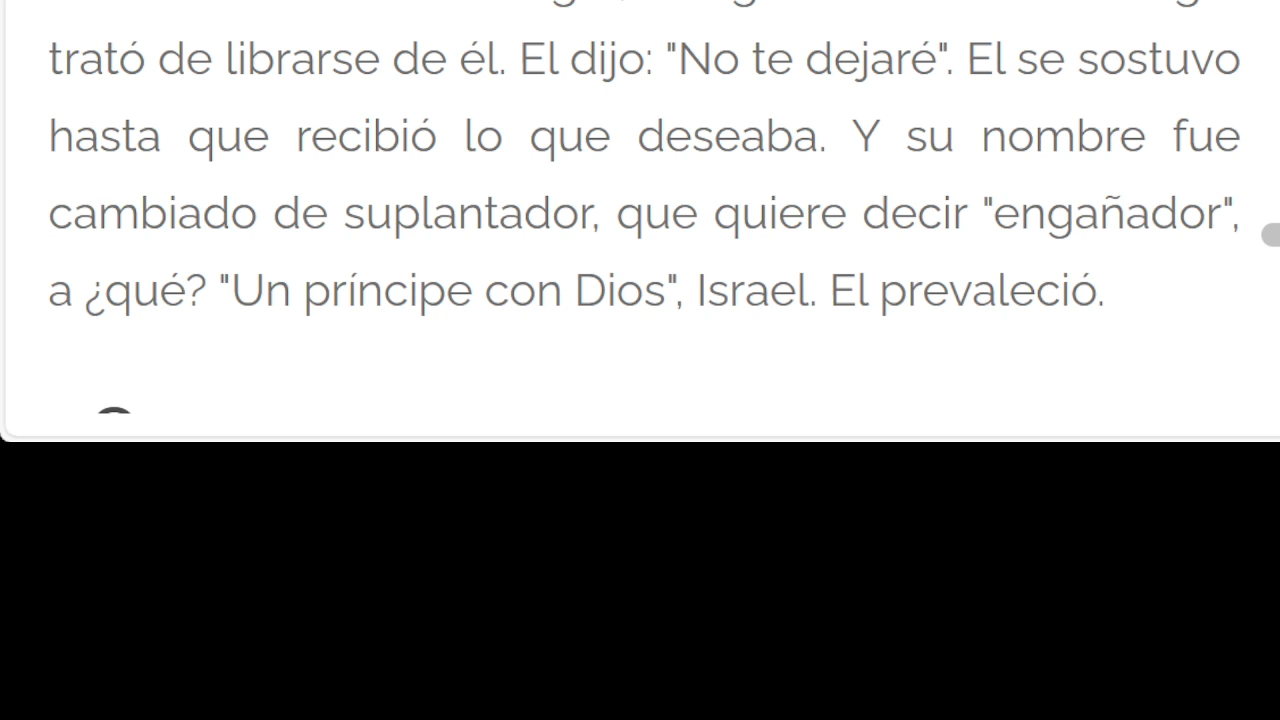 trató de librarse de él. El dijo: "No te dejaré". El se sostuvo
hasta que recibió lo que deseaba. Y su nombre fue
cambiado de suplantador, que quiere decir "engañador",
a ¿qué? "Un príncipe con Dios", Israel. El prevaleció.